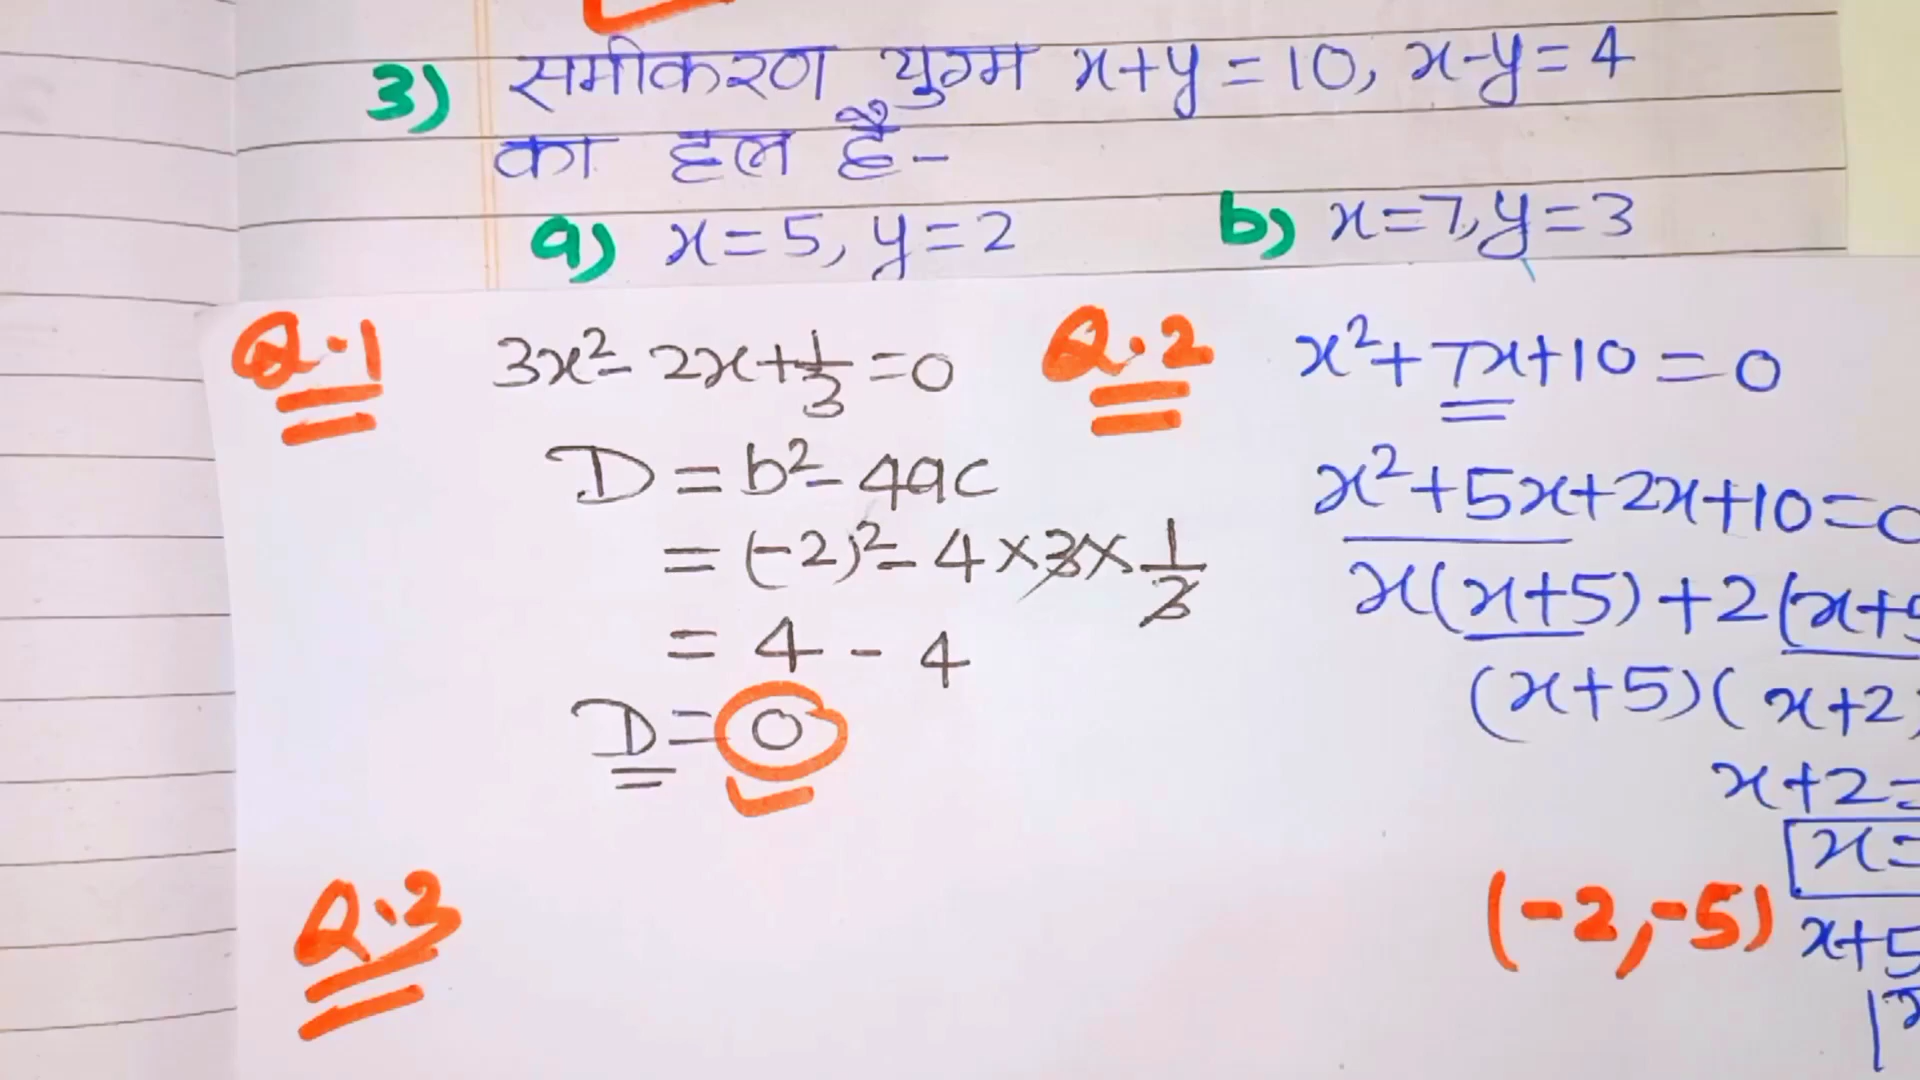 3) समीकरण युग्म x+y=10, x-y=4
का हल है-
a) x=5, y=2 b) x=7, y=3
Q.1 3x²-2x+1/3=0
D=b²-4ac
=(-2)²-4×3×1/3
=4-4
D=0
Q.2 x²+7x+10=0
x²+5x+2x+10=0
x(x+5)+2(x+5
(x+5)(x+2)
x+2=
x=
(-2,-5)
x+5
Q.3